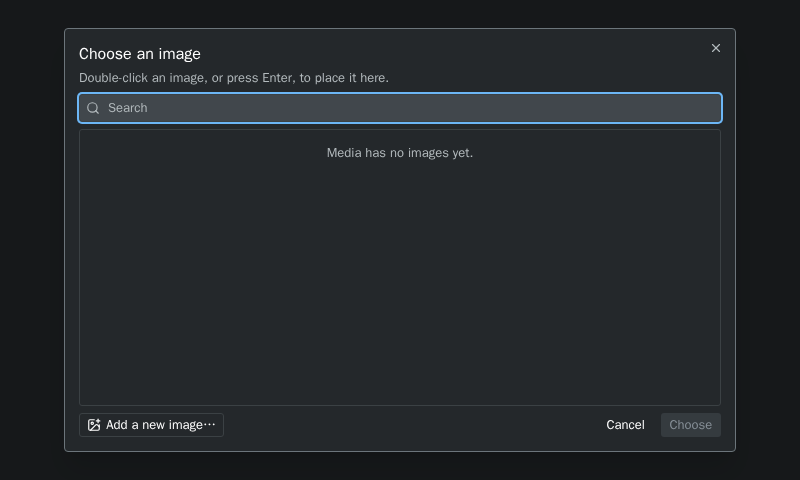 Choose an image
Double-click an image, or press Enter, to place it here.
Search
Media has no images yet.
Add a new image…
Cancel
Choose